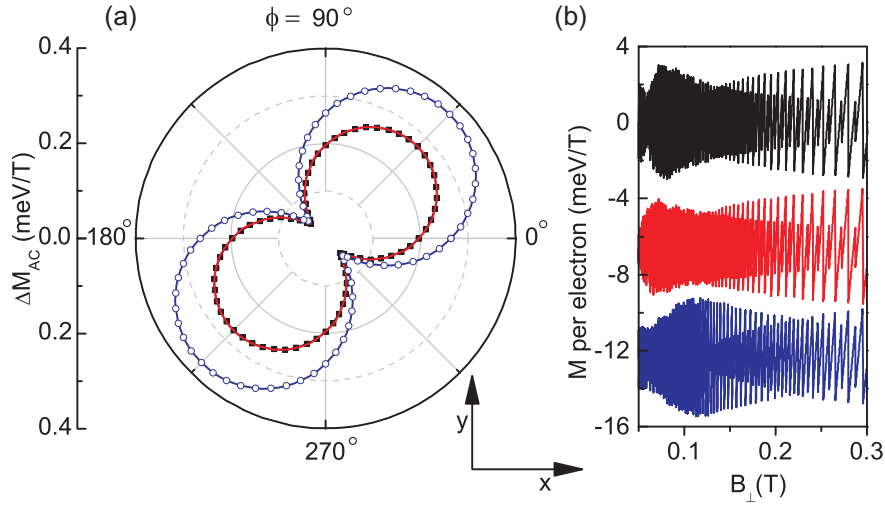 (a)
ϕ = 90°
(b)
0.4
0.2
0.0
0.2
0.4
ΔM_AC (meV/T)
180°
0°
270°
y
x
4
0
-4
-8
-12
-16
M per electron (meV/T)
0.1
0.2
0.3
B_⊥(T)